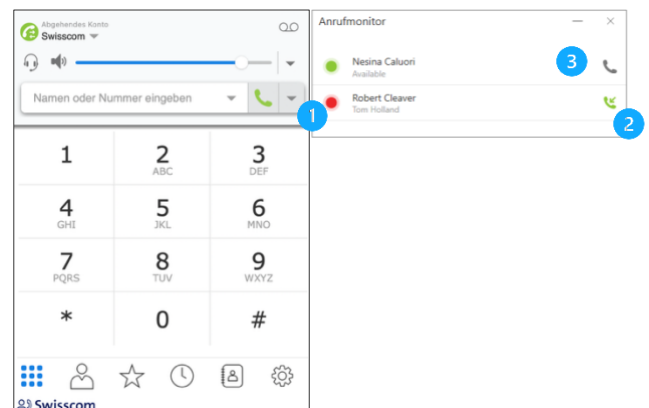 Abgehendes Konto
Swisscom
Namen oder Nummer eingeben
1
2
ABC
3
DEF
4
GHI
5
JKL
6
MNO
7
PQRS
8
TUV
9
WXYZ
*
0
#
Swisscom
Anrufmonitor
Nesina Caluori
Available
3
Robert Cleaver
Tom Holland
1
2